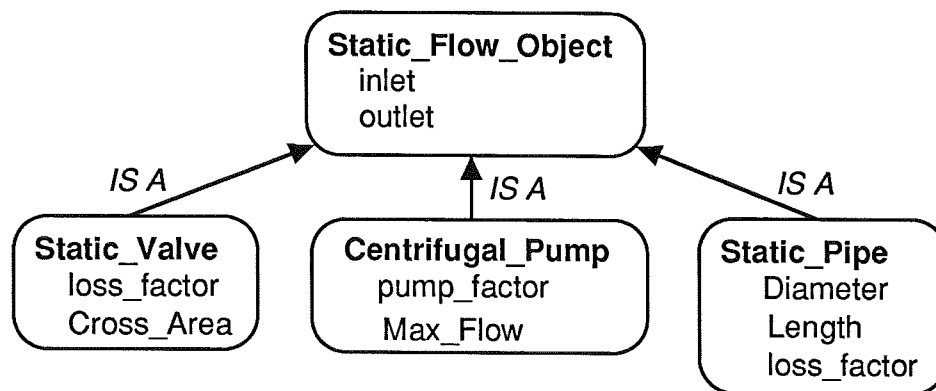 Static_Flow_Object
inlet
outlet
IS A
IS A
IS A
Static_Valve
loss_factor
Cross_Area
Centrifugal_Pump
pump_factor
Max_Flow
Static_Pipe
Diameter
Length
loss_factor